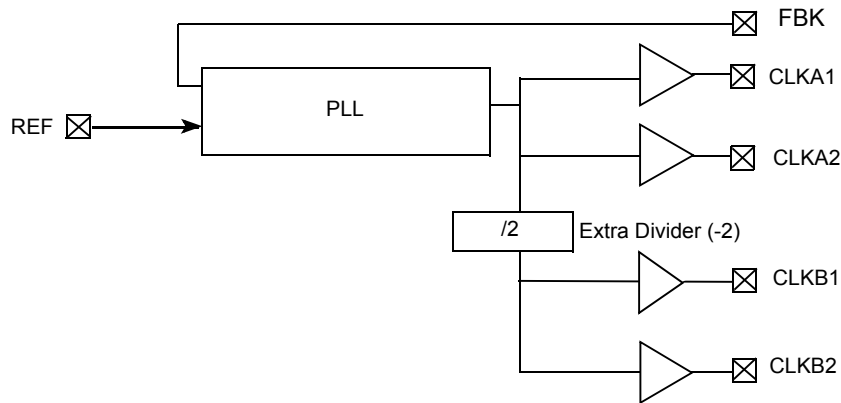 FBK
CLKA1
PLL
REF
CLKA2
/2
Extra Divider (-2)
CLKB1
CLKB2